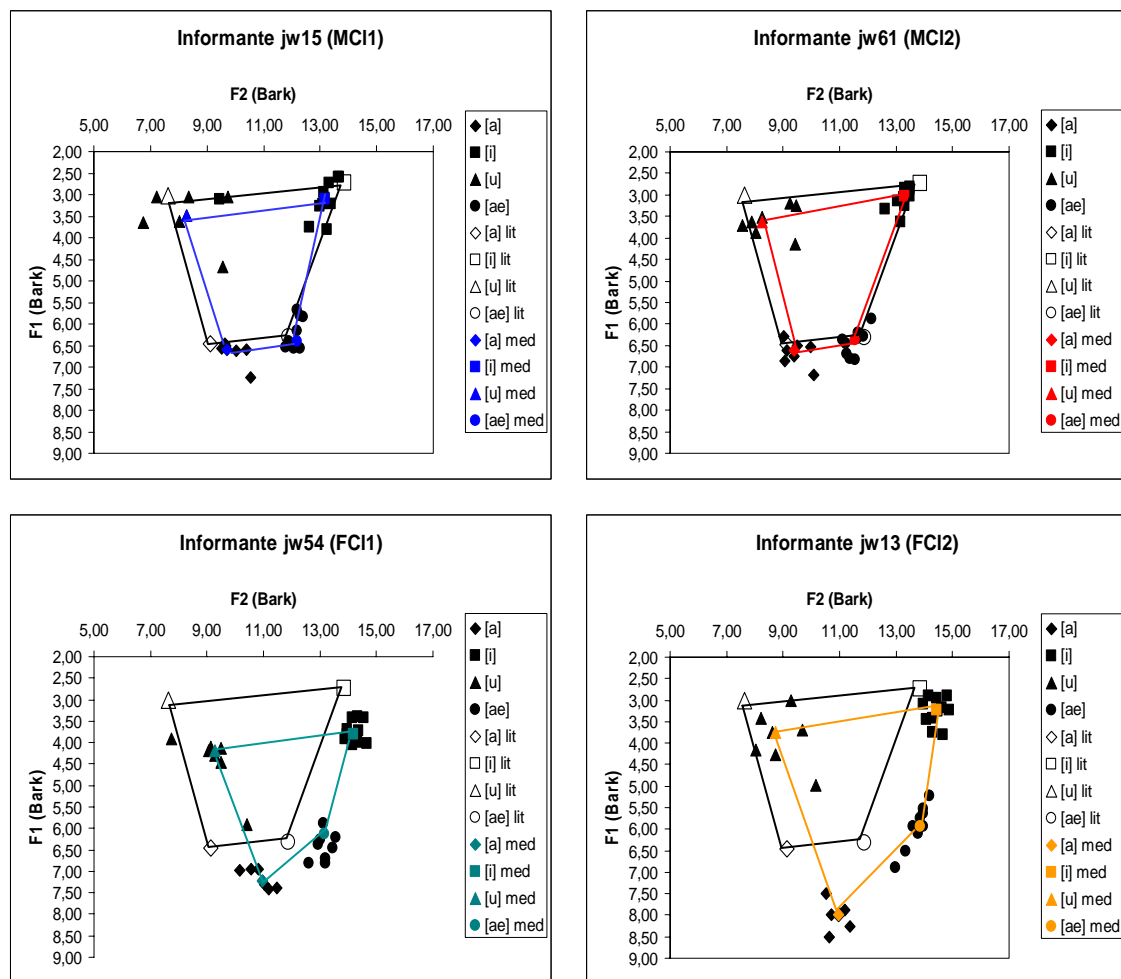 Informante jw15 (MCI1)
F2 (Bark)
5,00 7,00 9,00 11,00 13,00 15,00 17,00
2,00
2,50
3,00
3,50
4,00
4,50
5,00
5,50
6,00
6,50
7,00
7,50
8,00
8,50
9,00
F1 (Bark)
[a]
[i]
[u]
[ae]
[a] lit
[i] lit
[u] lit
[ae] lit
[a] med
[i] med
[u] med
[ae] med
Informante jw61 (MCI2)
F2 (Bark)
5,00 7,00 9,00 11,00 13,00 15,00 17,00
2,00
2,50
3,00
3,50
4,00
4,50
5,00
5,50
6,00
6,50
7,00
7,50
8,00
8,50
9,00
F1 (Bark)
[a]
[i]
[u]
[ae]
[a] lit
[i] lit
[u] lit
[ae] lit
[a] med
[i] med
[u] med
[ae] med
Informante jw54 (FCI1)
F2 (Bark)
5,00 7,00 9,00 11,00 13,00 15,00 17,00
2,00
2,50
3,00
3,50
4,00
4,50
5,00
5,50
6,00
6,50
7,00
7,50
8,00
8,50
9,00
F1 (Bark)
[a]
[i]
[u]
[ae]
[a] lit
[i] lit
[u] lit
[ae] lit
[a] med
[i] med
[u] med
[ae] med
Informante jw13 (FCI2)
F2 (Bark)
5,00 7,00 9,00 11,00 13,00 15,00 17,00
2,00
2,50
3,00
3,50
4,00
4,50
5,00
5,50
6,00
6,50
7,00
7,50
8,00
8,50
9,00
F1 (Bark)
[a]
[i]
[u]
[ae]
[a] lit
[i] lit
[u] lit
[ae] lit
[a] med
[i] med
[u] med
[ae] med